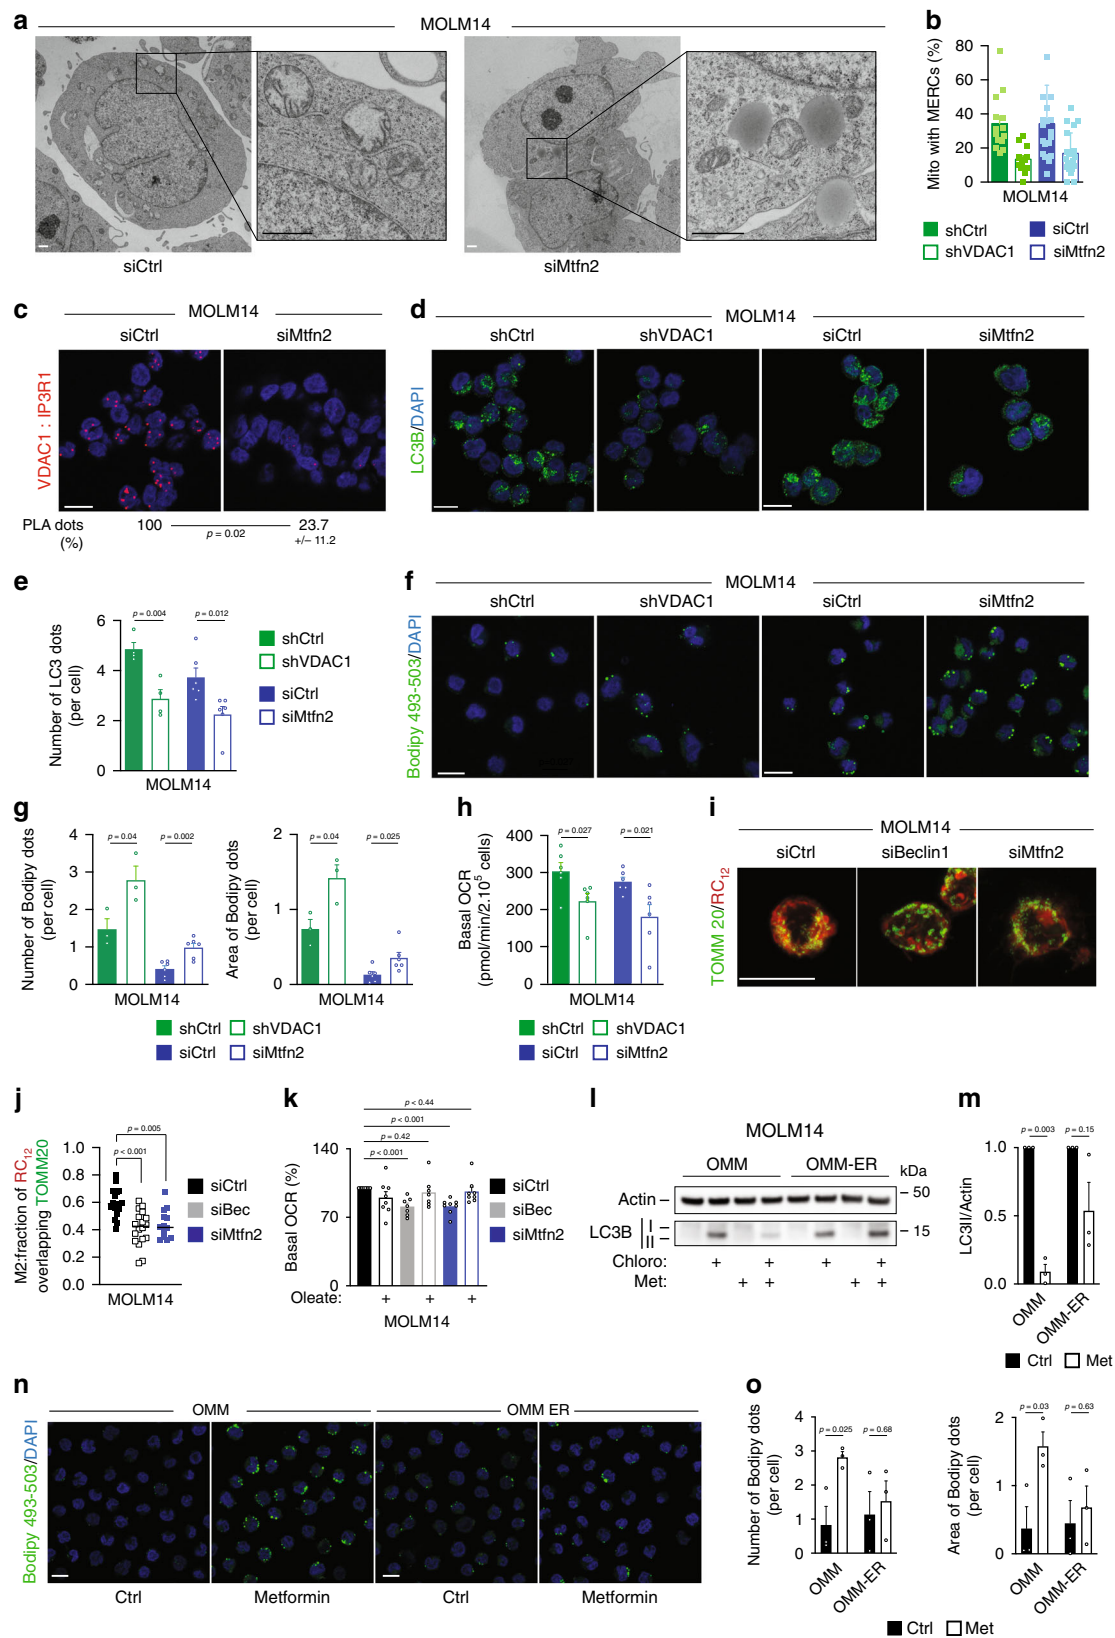 a
MOLM14
siCtrl
siMtfn2
b
Mito with MERCs (%)
80
60
40
20
0
MOLM14
shCtrl
siCtrl
shVDAC1
siMtfn2
c
MOLM14
siCtrl
siMtfn2
VDAC1 : IP3R1
PLA dots (%)
100
p = 0.02
23.7
+/− 11.2
d
MOLM14
shCtrl
shVDAC1
siCtrl
siMtfn2
LC3B/DAPI
e
Number of LC3 dots (per cell)
6
4
2
0
p = 0.004
p = 0.012
MOLM14
shCtrl
shVDAC1
siCtrl
siMtfn2
f
MOLM14
shCtrl
shVDAC1
siCtrl
siMtfn2
Bodipy 493-503/DAPI
g
Number of Bodipy dots (per cell)
4
3
2
1
0
p = 0.04
p = 0.002
MOLM14
Area of Bodipy dots (per cell)
2
1
0
p = 0.04
p = 0.025
MOLM14
shCtrl
shVDAC1
siCtrl
siMtfn2
h
Basal OCR (pmol/min/2.10⁵ cells)
400
300
200
100
0
p = 0.027
p = 0.021
MOLM14
shCtrl
shVDAC1
siCtrl
siMtfn2
i
MOLM14
siCtrl
siBeclin1
siMtfn2
TOMM 20/RC₁₂
j
M2:fraction of RC₁₂ overlapping TOMM20
1.0
0.8
0.6
0.4
0.2
0.0
p = 0.005
p < 0.001
MOLM14
siCtrl
siBec
siMtfn2
k
Basal OCR (%)
140
70
0
p < 0.44
p < 0.001
p = 0.42
p < 0.001
Oleate:
+
+
+
MOLM14
l
MOLM14
OMM
OMM-ER
kDa
Actin
50
LC3B
I
II
15
Chloro:
+
+
+
+
Met:
+
+
+
+
m
LC3II/Actin
1.0
0.5
0.0
p = 0.003
p = 0.15
OMM
OMM-ER
Ctrl
Met
n
OMM
OMM ER
Bodipy 493-503/DAPI
Ctrl
Metformin
Ctrl
Metformin
o
Number of Bodipy dots (per cell)
4
3
2
1
0
p = 0.025
p = 0.68
OMM
OMM-ER
Area of Bodipy dots (per cell)
2
1
0
p = 0.03
p = 0.63
OMM
OMM-ER
Ctrl
Met